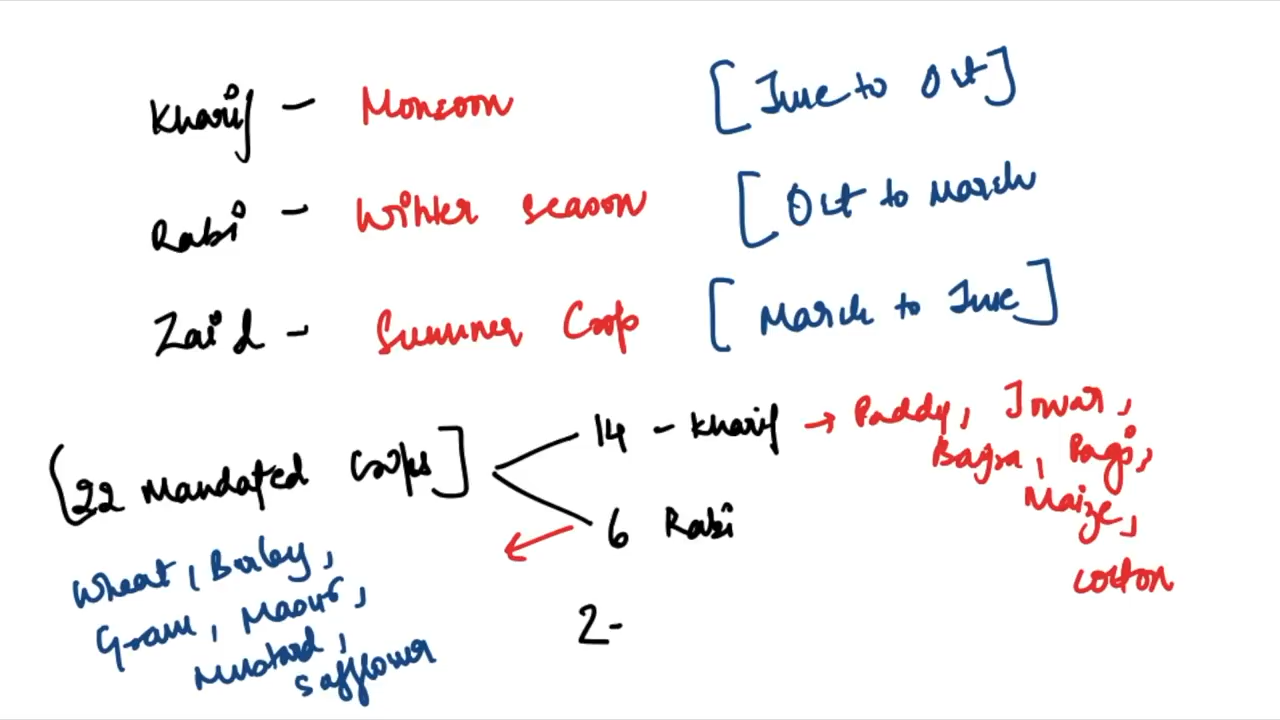 Kharif - Monsoon [June to Oct]
Rabi - Winter season [Oct to March
Zaid - Summer Crop [March to June]
[22 Mandated Crops]
14 - Kharif → Paddy, Jowar,
Bajra, Ragi,
Maize,
cotton
6 Rabi
Wheat, Barley,
Gram, Masur,
Mustard,
Safflower
2-